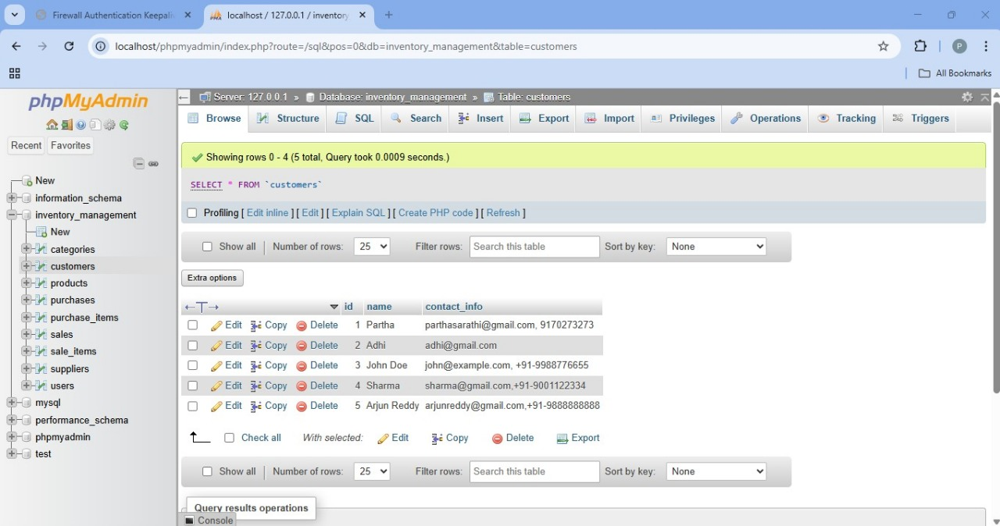 Firewall Authentication Keepali
localhost / 127.0.0.1 / inventory
localhost/phpmyadmin/index.php?route=/sql&pos=0&db=inventory_management&table=customers
P
All Bookmarks
phpMyAdmin
Recent Favorites
New
information_schema
inventory_management
New
categories
customers
products
purchases
purchase_items
sales
sale_items
suppliers
users
mysql
performance_schema
phpmyadmin
test
Server: 127.0.0.1 » Database: inventory_management » Table: customers
Browse Structure SQL Search Insert Export Import Privileges Operations Tracking Triggers
Showing rows 0 - 4 (5 total, Query took 0.0009 seconds.)
SELECT * FROM `customers`
Profiling [ Edit inline ] [ Edit ] [ Explain SQL ] [ Create PHP code ] [ Refresh ]
Show all | Number of rows: 25 Filter rows: Search this table Sort by key: None
Extra options
←T→ id name contact_info
Edit Copy Delete 1 Partha parthasarathi@gmail.com, 9170273273
Edit Copy Delete 2 Adhi adhi@gmail.com
Edit Copy Delete 3 John Doe john@example.com, +91-9988776655
Edit Copy Delete 4 Sharma sharma@gmail.com,+91-9001122334
Edit Copy Delete 5 Arjun Reddy arjunreddy@gmail.com,+91-9888888888
Check all With selected: Edit Copy Delete Export
Show all | Number of rows: 25 Filter rows: Search this table Sort by key: None
Query results operations
Console